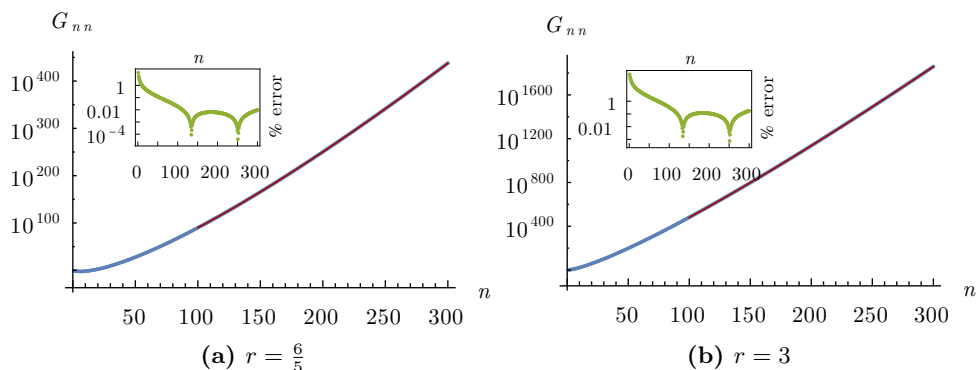 G_{nn}
n
10^{400}
10^{300}
10^{200}
10^{100}
1
0.01
10^{-4}
% error
0 100 200 300
50 100 150 200 250 300
n
(a) r = \frac{6}{5}
G_{nn}
n
10^{1600}
10^{1200}
10^{800}
10^{400}
1
0.01
% error
0 100 200 300
50 100 150 200 250 300
n
(b) r = 3